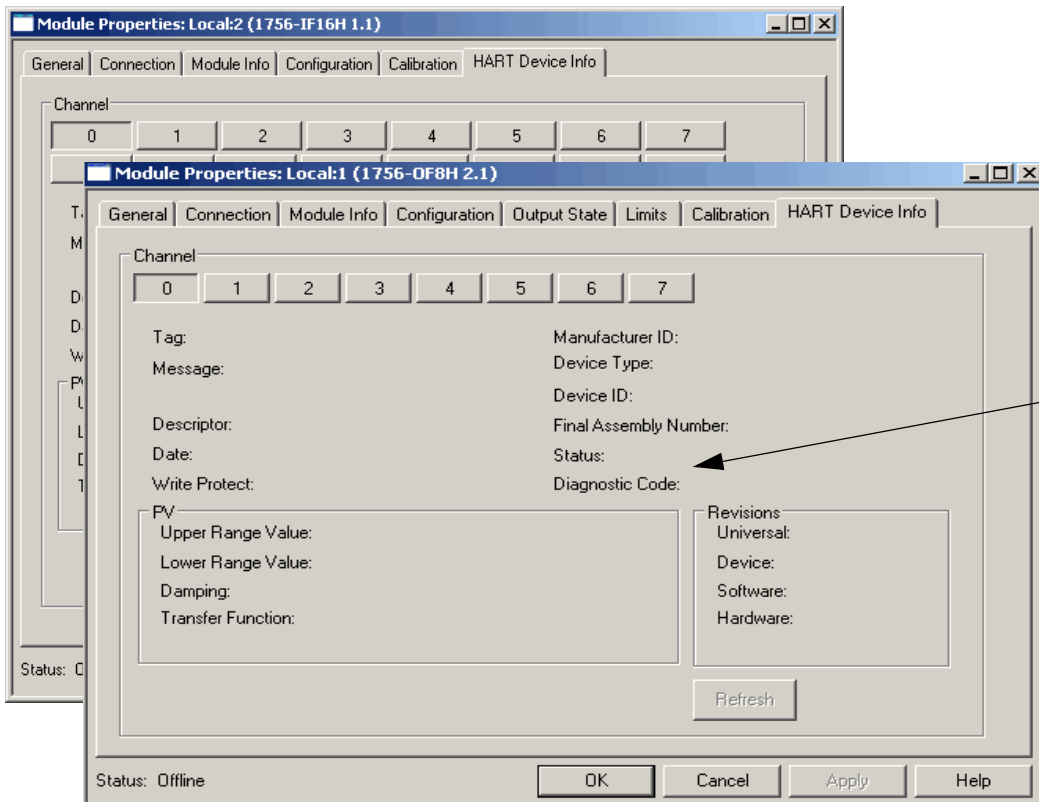 Module Properties: Local:2 (1756-IF16H 1.1)
General Connection Module Info Configuration Calibration HART Device Info
Channel
0 1 2 3 4 5 6 7
Module Properties: Local:1 (1756-OF8H 2.1)
General Connection Module Info Configuration Output State Limits Calibration HART Device Info
Channel
0 1 2 3 4 5 6 7
Tag:
Manufacturer ID:
Message:
Device Type:
Device ID:
Descriptor:
Final Assembly Number:
Date:
Status:
Write Protect:
Diagnostic Code:
PV
Upper Range Value:
Lower Range Value:
Damping:
Transfer Function:
Revisions
Universal:
Device:
Software:
Hardware:
Refresh
Status:
Status: Offline
OK Cancel Apply Help